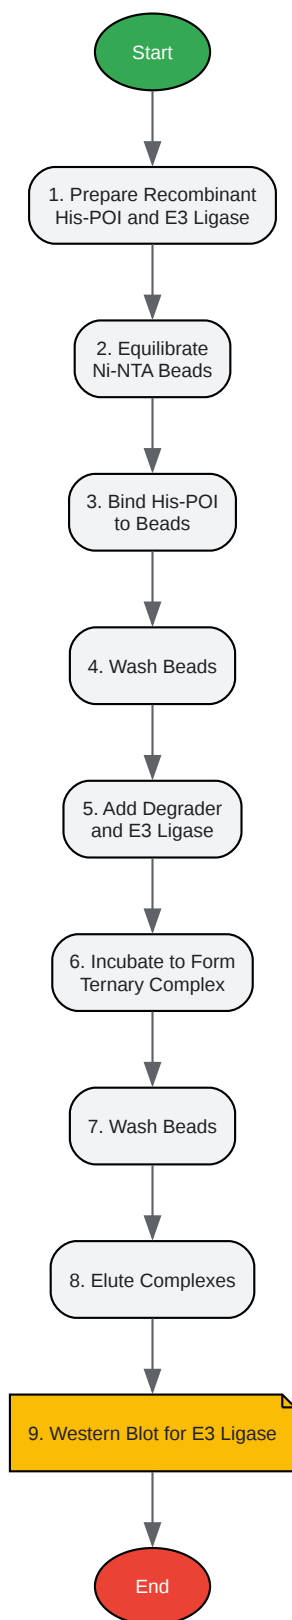 Start
1. Prepare Recombinant
His-POI and E3 Ligase
2. Equilibrate
Ni-NTA Beads
3. Bind His-POI
to Beads
4. Wash Beads
5. Add Degrader
and E3 Ligase
6. Incubate to Form
Ternary Complex
7. Wash Beads
8. Elute Complexes
9. Western Blot for E3 Ligase
End